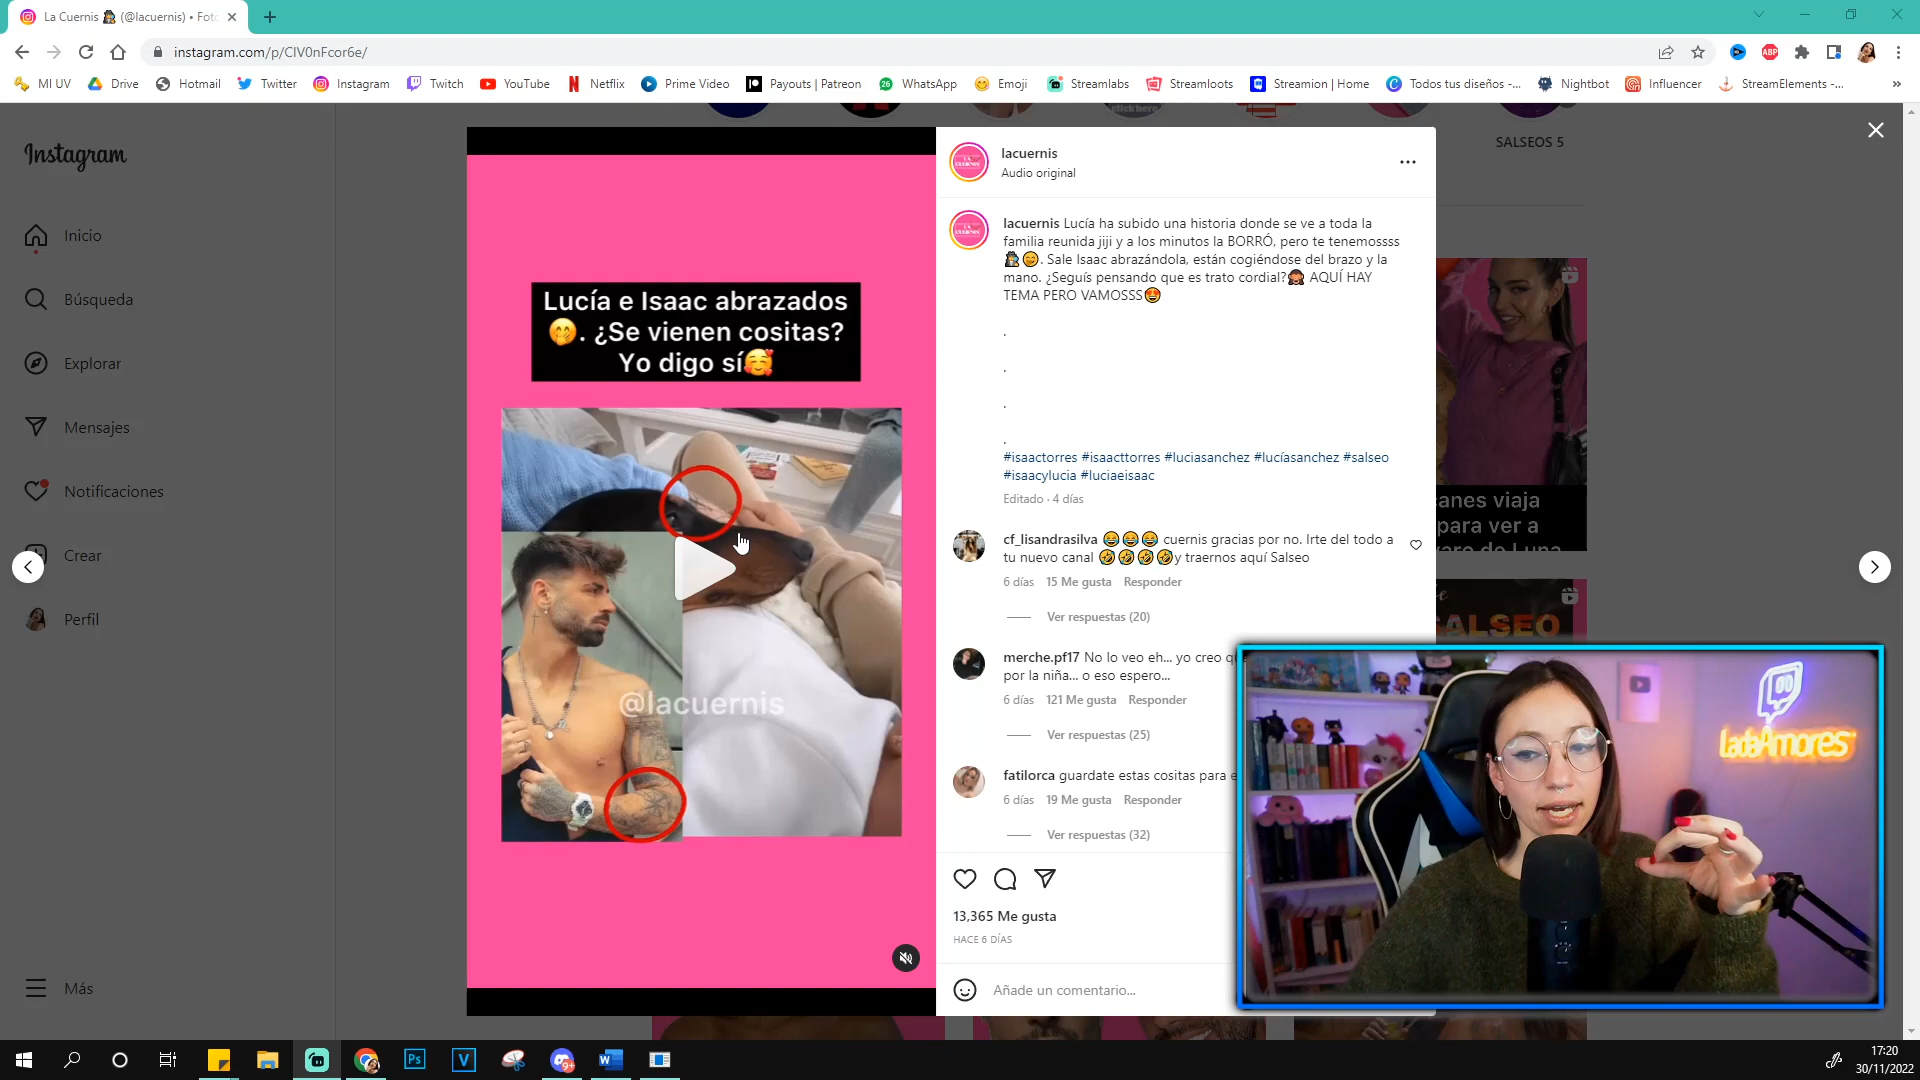 La Cuernis (@lacuernis) • Foto
instagram.com/p/ClV0nFcor6e/
MI UV
Drive
Hotmail
Twitter
Instagram
Twitch
YouTube
Netflix
Prime Video
Payouts | Patreon
WhatsApp
Emoji
Streamlabs
Streamloots
Streamion | Home
Todos tus diseños -...
Nightbot
Influencer
StreamElements -...
»
Instagram
Inicio
Búsqueda
Explorar
Mensajes
Notificaciones
Crear
Perfil
Más
click here
SALSEOS 5
Lucía e Isaac abrazados
🤭. ¿Se vienen cositas?
Yo digo sí🥰
@lacuernis
lacuernis
Audio original
lacuernis Lucía ha subido una historia donde se ve a toda la
familia reunida jiji y a los minutos la BORRÓ, pero te tenemossss
🕵️‍♀️😁. Sale Isaac abrazándola, están cogiéndose del brazo y la
mano. ¿Seguís pensando que es trato cordial?🙈 AQUÍ HAY
TEMA PERO VAMOSSS😍
.
.
.
.
#isaactorres #isaacttorres #luciasanchez #lucíasanchez #salseo
#isaacylucia #luciaeisaac
Editado · 4 días
cf_lisandrasilva 😂😂😂 cuernis gracias por no. Irte del todo a
tu nuevo canal 🤣🤣🤣🤣y traernos aquí Salseo
6 días 15 Me gusta Responder
Ver respuestas (20)
merche.pf17 No lo veo eh... yo creo
por la niña... o eso espero...
6 días 121 Me gusta Responder
Ver respuestas (25)
fatilorca guardate estas cositas para
6 días 19 Me gusta Responder
Ver respuestas (32)
13,365 Me gusta
HACE 6 DÍAS
Añade un comentario...
anes viaja
para ver a
SALSEO
LadaAmores
17:20
30/11/2022